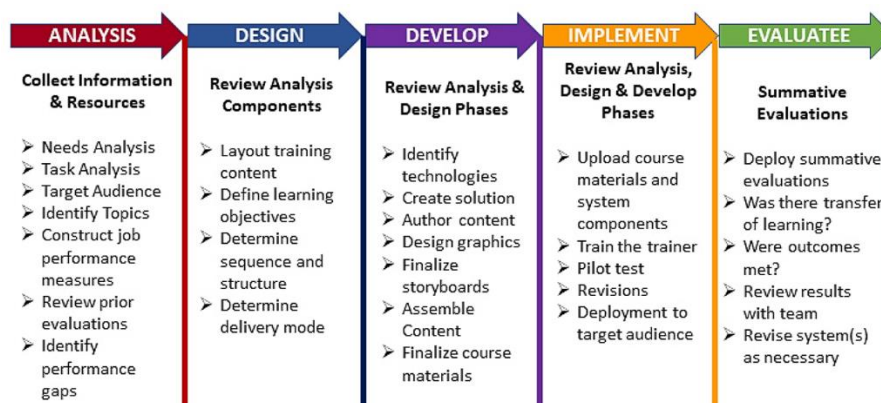 ANALYSIS
DESIGN
DEVELOP
IMPLEMENT
EVALUATEE
Collect Information
& Resources
➢ Needs Analysis
➢ Task Analysis
➢ Target Audience
➢ Identify Topics
➢ Construct job
performance
measures
➢ Review prior
evaluations
➢ Identify
performance
gaps
Review Analysis
Components
➢ Layout training
content
➢ Define learning
objectives
➢ Determine
sequence and
structure
➢ Determine
delivery mode
Review Analysis &
Design Phases
➢ Identify
technologies
➢ Create solution
➢ Author content
➢ Design graphics
➢ Finalize
storyboards
➢ Assemble
Content
➢ Finalize course
materials
Review Analysis,
Design & Develop
Phases
➢ Upload course
materials and
system
components
➢ Train the trainer
➢ Pilot test
➢ Revisions
➢ Deployment to
target audience
Summative
Evaluations
➢ Deploy summative
evaluations
➢ Was there transfer
of learning?
➢ Were outcomes
met?
➢ Review results
with team
➢ Revise system(s)
as necessary